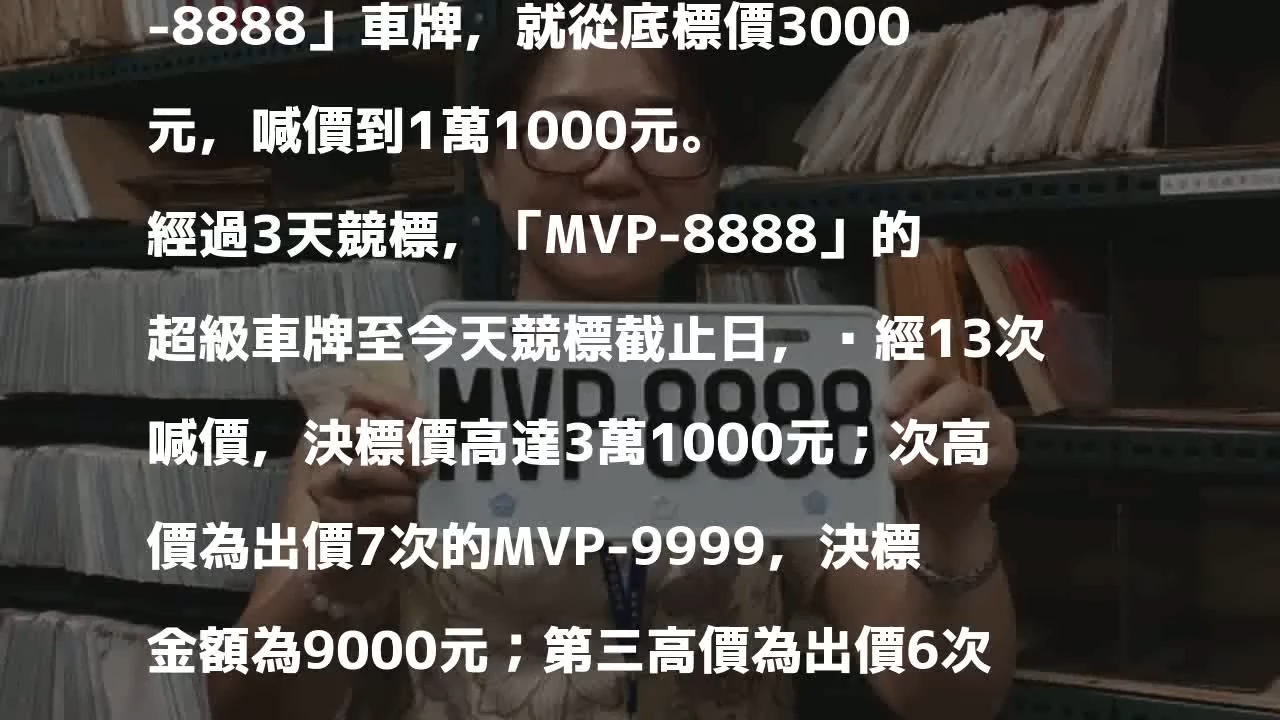 -8888」車牌，就從底標價3000
元，喊價到1萬1000元。
經過3天競標，「MVP-8888」的
超級車牌至今天競標截止日，▪經13次
MVP-8888
喊價，決標價高達3萬1000元；次高
價為出價7次的MVP-9999，決標
金額為9000元；第三高價為出價6次